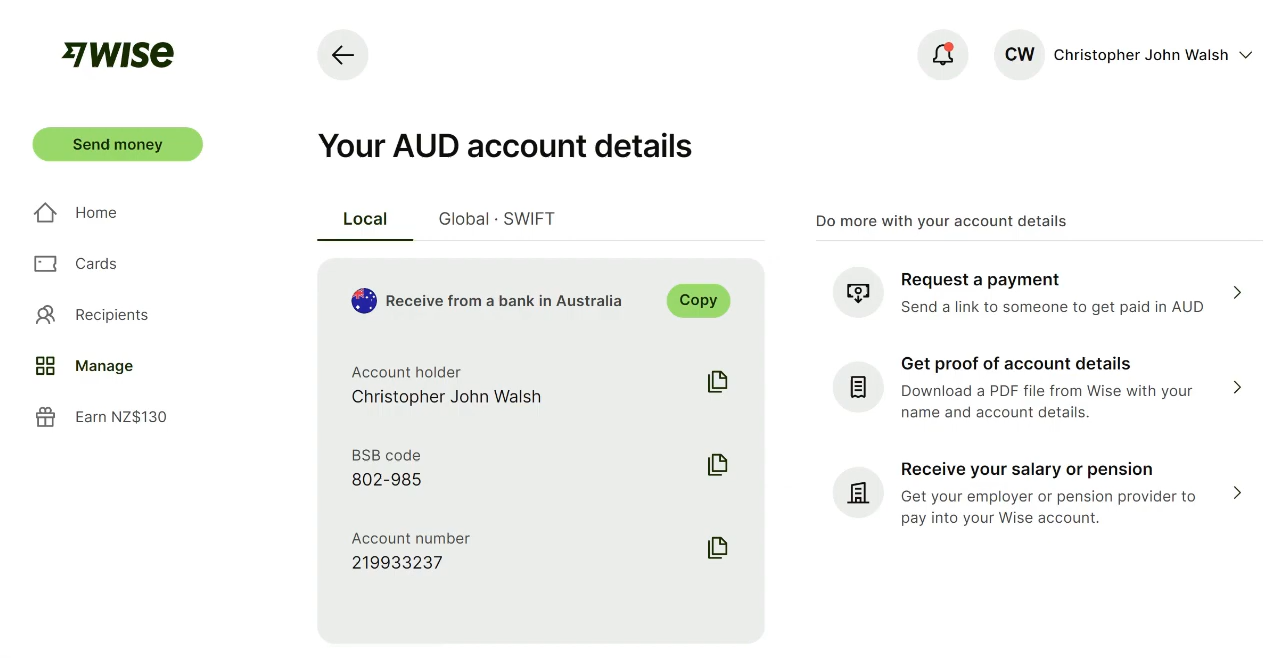 WISE
CW
Christopher John Walsh
Send money
Home
Cards
Recipients
Manage
Earn NZ$130
Your AUD account details
Local
Global · SWIFT
Receive from a bank in Australia
Copy
Account holder
Christopher John Walsh
BSB code
802-985
Account number
219933237
Do more with your account details
Request a payment
Send a link to someone to get paid in AUD
Get proof of account details
Download a PDF file from Wise with your
name and account details.
Receive your salary or pension
Get your employer or pension provider to
pay into your Wise account.